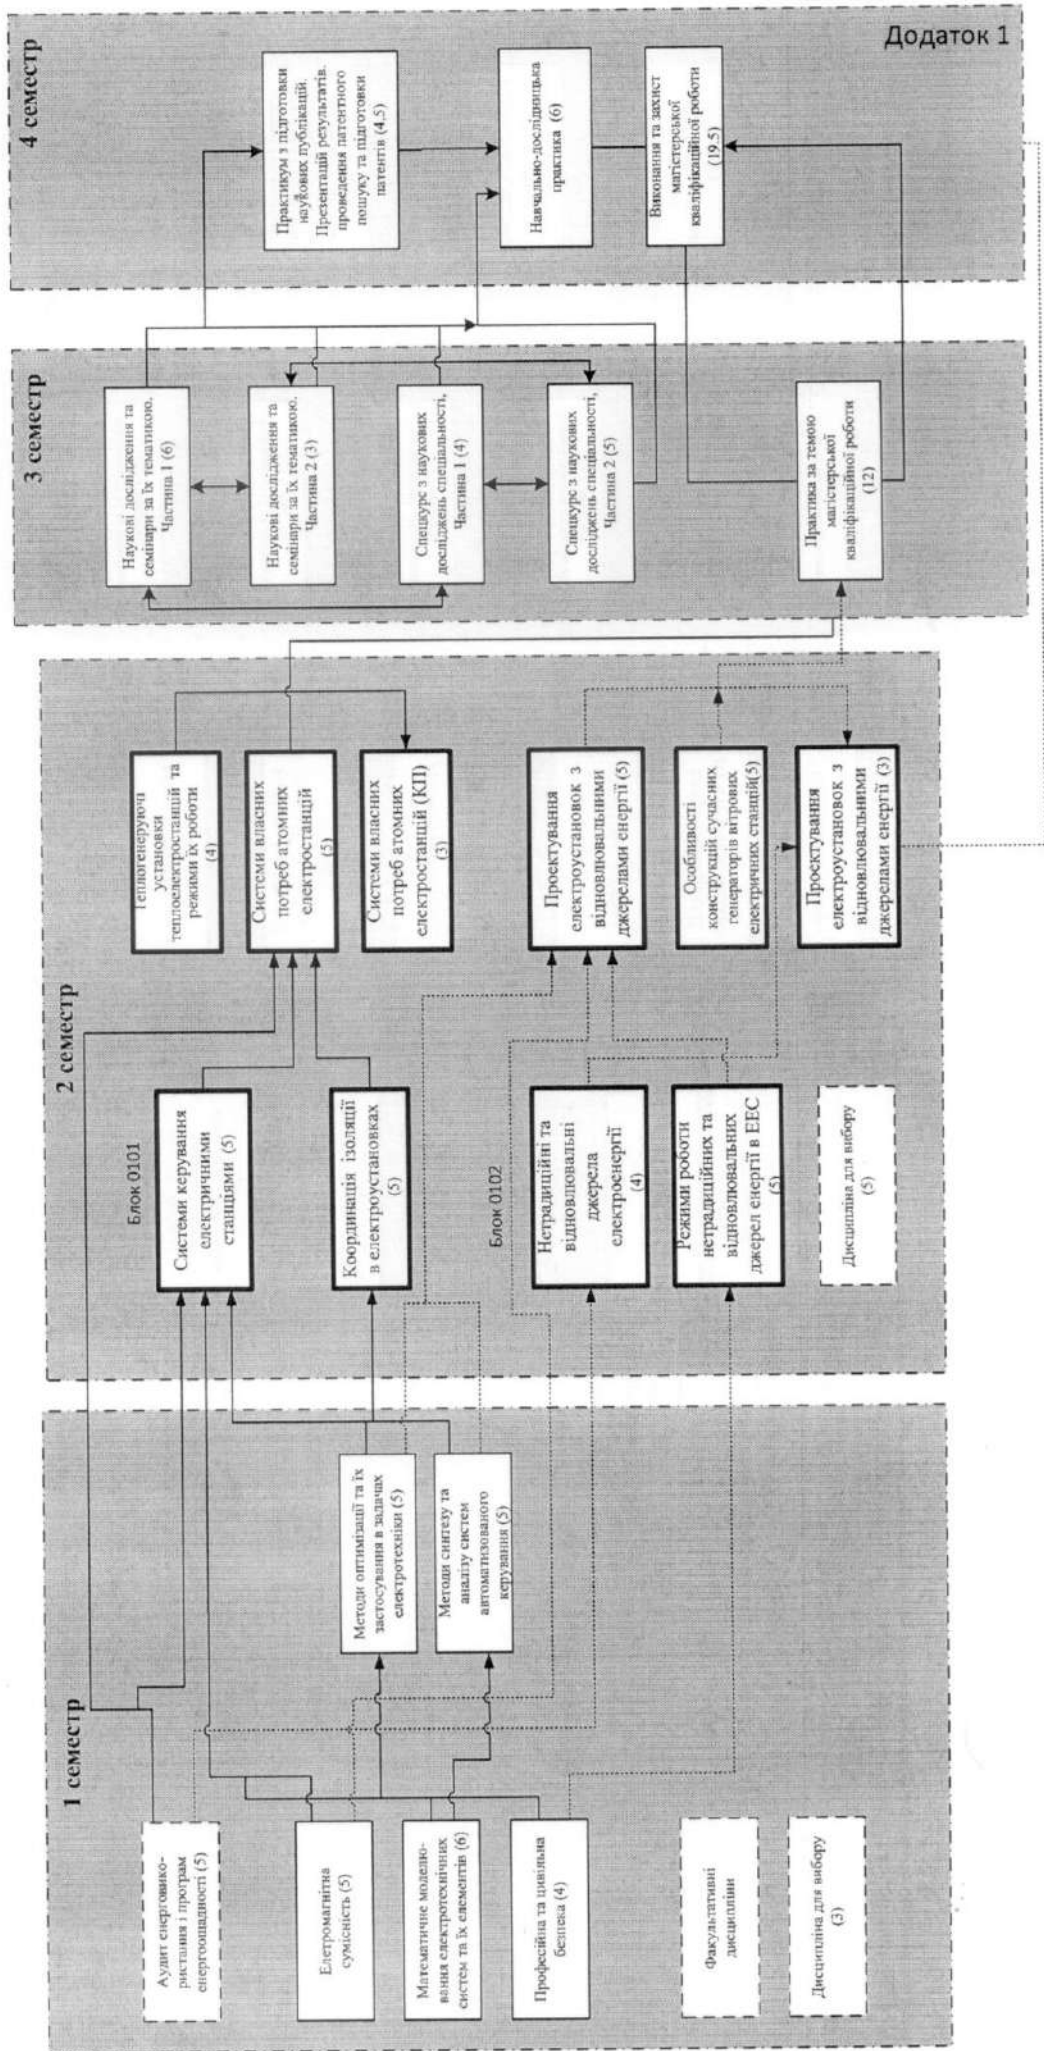 Додаток 1
1 семестр
Аудит енерговико-
ристання і програм
енергоощадності (5)
Елетромагнітна
сумісність (5)
Математичне моделю-
вання електротехнічних
систем та їх елементів (6)
Професійна та цивільна
безпека (4)
Факультативні
дисципліни
Дисципліна для вибору
(3)
Методи оптимізації та їх
застосування в задачах
електротехніки (5)
Методи синтезу та
аналізу систем
автоматизованого
керування (5)
2 семестр
Блок 0101
Системи керування
електричними
станціями (5)
Координація ізоляції
в електроустановках
(5)
Блок 0102
Нетрадиційні та
відновлювальні
джерела
електроенергії
(4)
Режими роботи
нетрадиційних та
відновлювальних
джерел енергії в ЕЕС
(5)
Дисципліна для вибору
(5)
Теплогенеруючі
установки
теплоелектростанцій та
режими їх роботи
(4)
Системи власних
потреб атомних
електростанцій
(5)
Системи власних
потреб атомних
електростанцій (КП)
(3)
Проектування
електроустановок з
відновлювальними
джерелами енергії (5)
Особливості
конструкцій сучасних
генераторів вітрових
електричних станцій(5)
Проектування
електроустановок з
відновлювальними
джерелами енергії (3)
3 семестр
Наукові дослідження та
семінари за їх тематикою.
Частина 1 (6)
Наукові дослідження та
семінари за їх тематикою.
Частина 2 (3)
Спецкурс з наукових
досліджень спеціальності,
Частина 1 (4)
Спецкурс з наукових
досліджень спеціальності,
Частина 2 (5)
Практика за темою
магістерської
кваліфікаційної роботи
(12)
4 семестр
Практикум з підготовки
наукових публікацій.
Презентацій результатів.
проведення патентного
пошуку та підготовки
патентів (4,5)
Навчально-дослідницька
практика (6)
Виконання та захист
магістерської
кваліфікаційної роботи
(19.5)